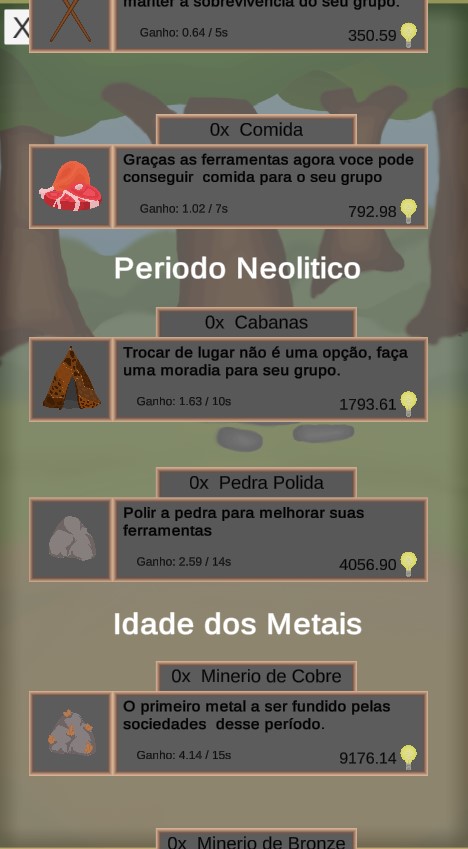 X
manter a sobrevivência do seu grupo.
Ganho: 0.64 / 5s
350.59
0x Comida
Graças as ferramentas agora voce pode
conseguir comida para o seu grupo
Ganho: 1.02 / 7s
792.98
Periodo Neolitico
0x Cabanas
Trocar de lugar não é uma opção, faça
uma moradia para seu grupo.
Ganho: 1.63 / 10s
1793.61
0x Pedra Polida
Polir a pedra para melhorar suas
ferramentas
Ganho: 2.59 / 14s
4056.90
Idade dos Metais
0x Minerio de Cobre
O primeiro metal a ser fundido pelas
sociedades desse período.
Ganho: 4.14 / 15s
9176.14
0x Minerio de Bronze